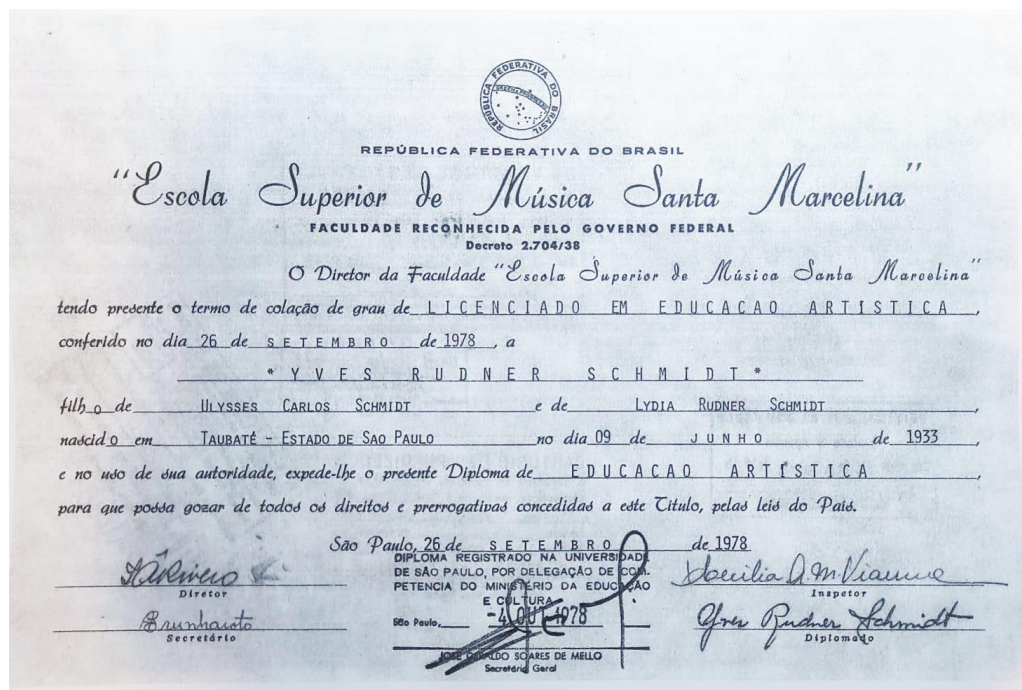 REPÚBLICA FEDERATIVA DO BRASIL
REPÚBLICA FEDERATIVA DO BRASIL
"Escola Superior de Música Santa Marcelina"
FACULDADE RECONHECIDA PELO GOVERNO FEDERAL
Decreto 2.704/38
O Diretor da Faculdade "Escola Superior de Música Santa Marcelina"
tendo presente o termo de colação de grau de LICENCIADO EM EDUCACAO ARTISTICA,
conferido no dia 26 de SETEMBRO de 1978, a
*YVES RUDNER SCHMIDT*
filho de ULYSSES CARLOS SCHMIDT e de LYDIA RUDNER SCHMIDT,
nascido em TAUBATÉ - ESTADO DE SAO PAULO no dia 09 de JUNHO de 1933,
e no uso de sua autoridade, expede-lhe o presente Diploma de EDUCACAO ARTÍSTICA,
para que possa gozar de todos os direitos e prerrogativas concedidas a este Título, pelas leis do País.
São Paulo, 26 de SETEMBRO de 1978
DIPLOMA REGISTRADO NA UNIVERSIDADE
DE SÃO PAULO, POR DELEGAÇÃO DE COM-
PETENCIA DO MINISTÉRIO DA EDUCAÇÃO
E CULTURA
São Paulo, -4 OUT 1978
JOSÉ GERALDO SOARES DE MELLO
Secretário Geral
Diretor
Inspetor
Secretário
Yves Rudner Schmidt
Diplomado